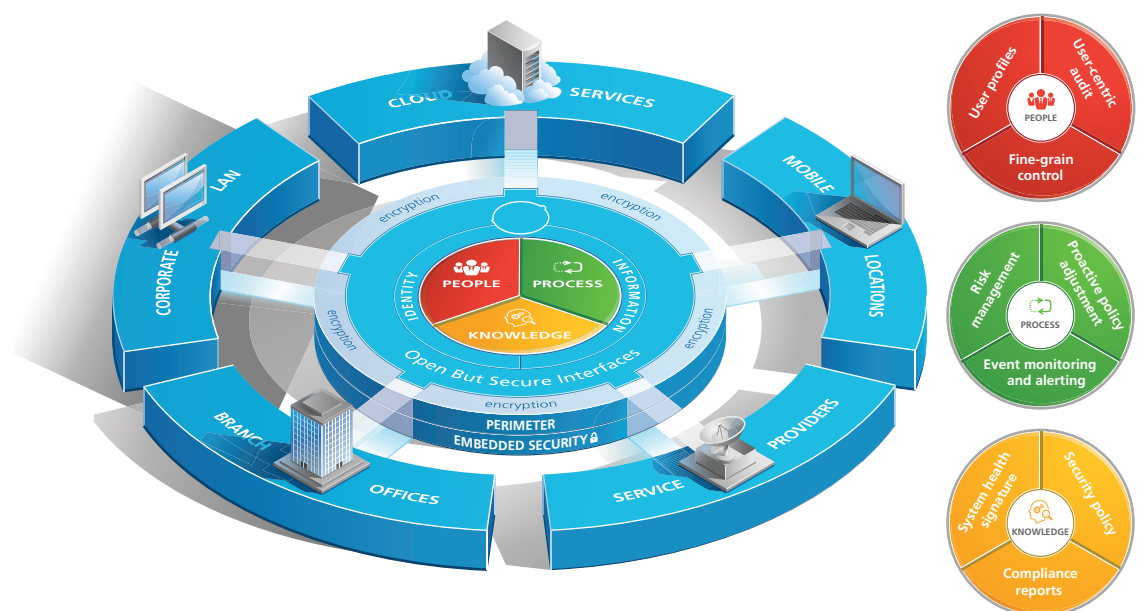 CLOUD SERVICES
MOBILE
LOCATIONS
LAN
CORPORATE
BRANCH
OFFICES
SERVICE
PROVIDERS
encryption
encryption
encryption
encryption
encryption
IDENTITY
INFORMATION
PEOPLE
PROCESS
KNOWLEDGE
Open But Secure Interfaces
PERIMETER
EMBEDDED SECURITY
User profiles
User-centric
audit
PEOPLE
Fine-grain
control
Risk
management
Proactive policy
adjustment
PROCESS
Event monitoring
and alerting
System health
signature
Security policy
KNOWLEDGE
Compliance
reports